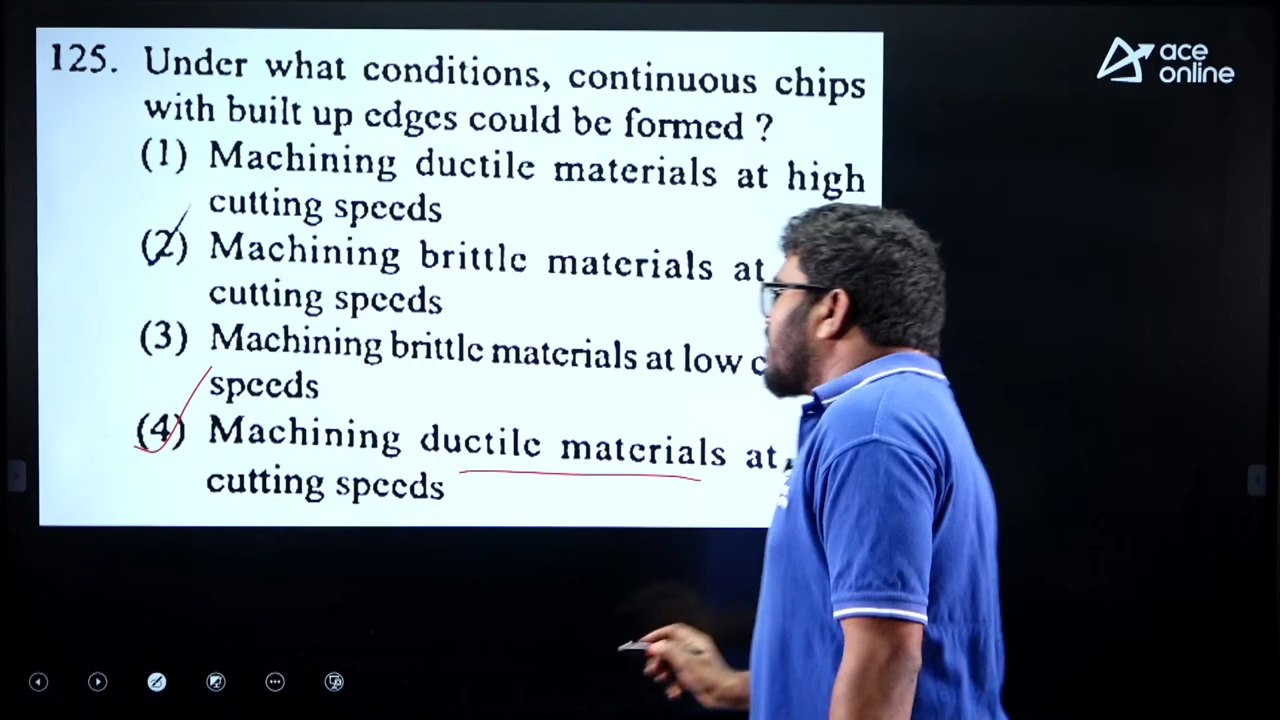 125. Under what conditions, continuous chips
with built up edges could be formed ?
(1) Machining ductile materials at high
cutting speeds
(2) Machining brittle materials at
cutting speeds
(3) Machining brittle materials at low
speeds
(4) Machining ductile materials at
cutting speeds
ace
online